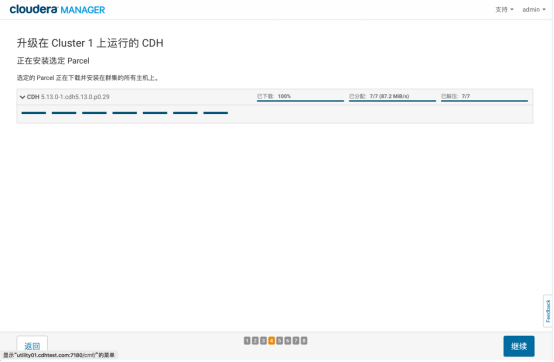 cloudera MANAGER
支持 admin
升级在 Cluster 1 上运行的 CDH
正在安装选定 Parcel
选定的 Parcel 正在下载并安装在群集的所有主机上。
CDH 5.13.0-1.cdh5.13.0.p0.29 已下载: 100% 已分配: 7/7 (87.2 MiB/s) 已解压: 7/7
Feedback
返回 1 2 3 4 5 6 7 8 继续
显示"utility01.cdhtest.com:7180/cmf/"的菜单